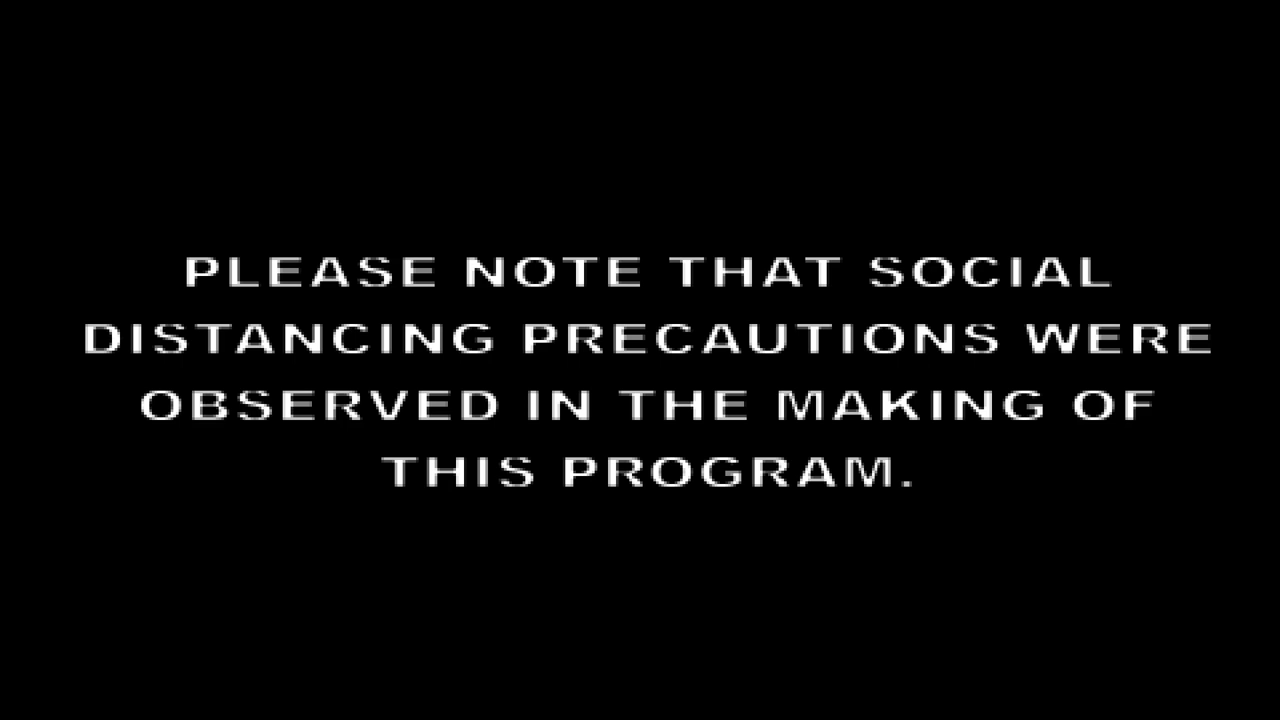 PLEASE NOTE THAT SOCIAL
DISTANCING PRECAUTIONS WERE
OBSERVED IN THE MAKING OF
THIS PROGRAM.